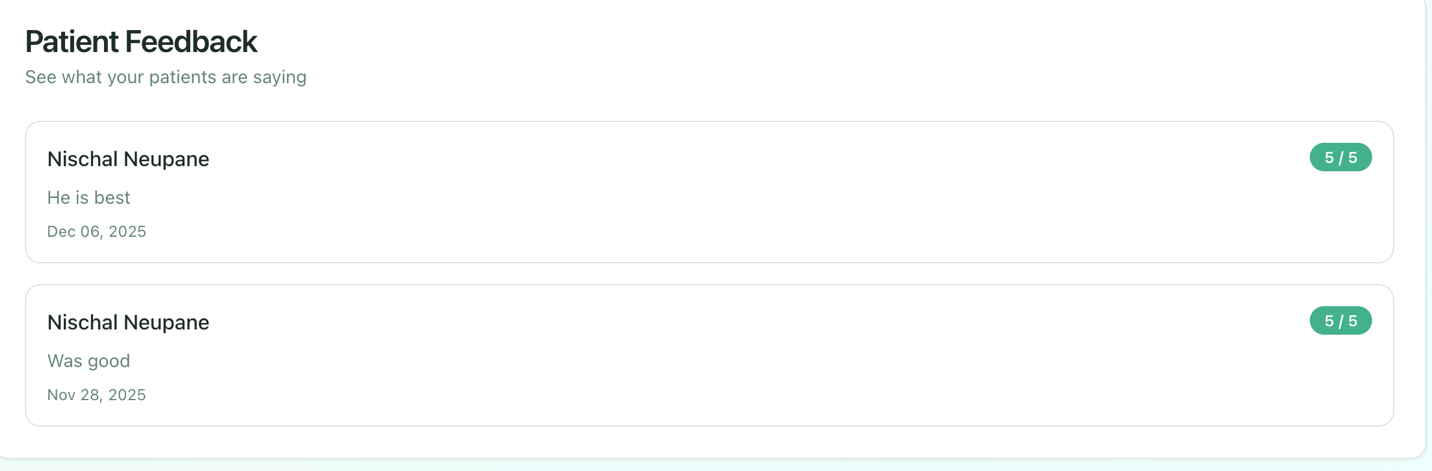 Patient Feedback
See what your patients are saying
Nischal Neupane
5 / 5
He is best
Dec 06, 2025
Nischal Neupane
5 / 5
Was good
Nov 28, 2025